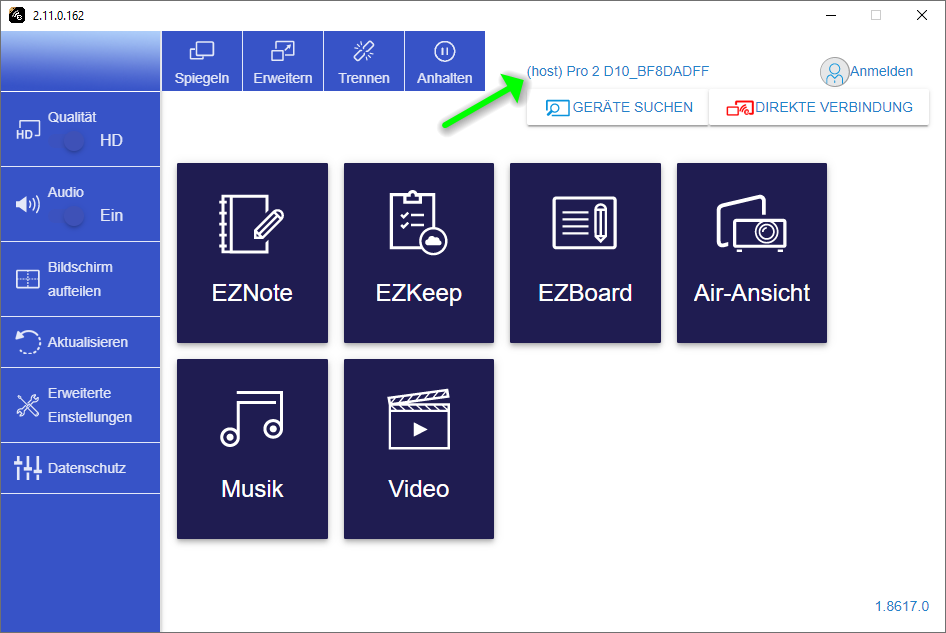 2.11.0.162
Spiegeln
Erweitern
Trennen
Anhalten
(host) Pro 2 D10_BF8DADFF
Anmelden
GERÄTE SUCHEN
DIREKTE VERBINDUNG
Qualität
HD
HD
Audio
Ein
Bildschirm
aufteilen
Aktualisieren
Erweiterte
Einstellungen
Datenschutz
EZNote
EZKeep
EZBoard
Air-Ansicht
Musik
Video
1.8617.0